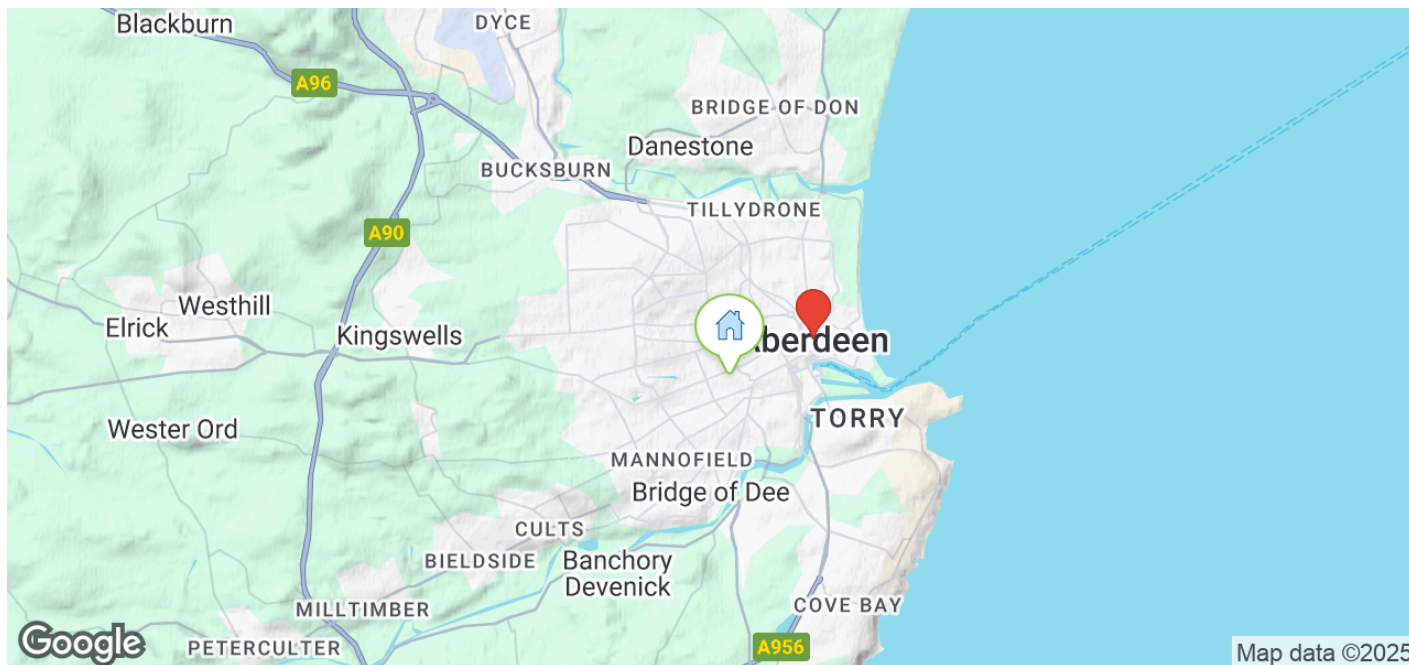 Blackburn
DYCE
A96
BRIDGE OF DON
Danestone
BUCKSBURN
TILLYDRONE
A90
Westhill
Elrick
Kingswells
Aberdeen
TORRY
Wester Ord
MANNOFIELD
Bridge of Dee
CULTS
BIELDSIDE
Banchory
Devenick
MILLTIMBER
COVE BAY
PETERCULTER
A956
Google
Map data ©2025